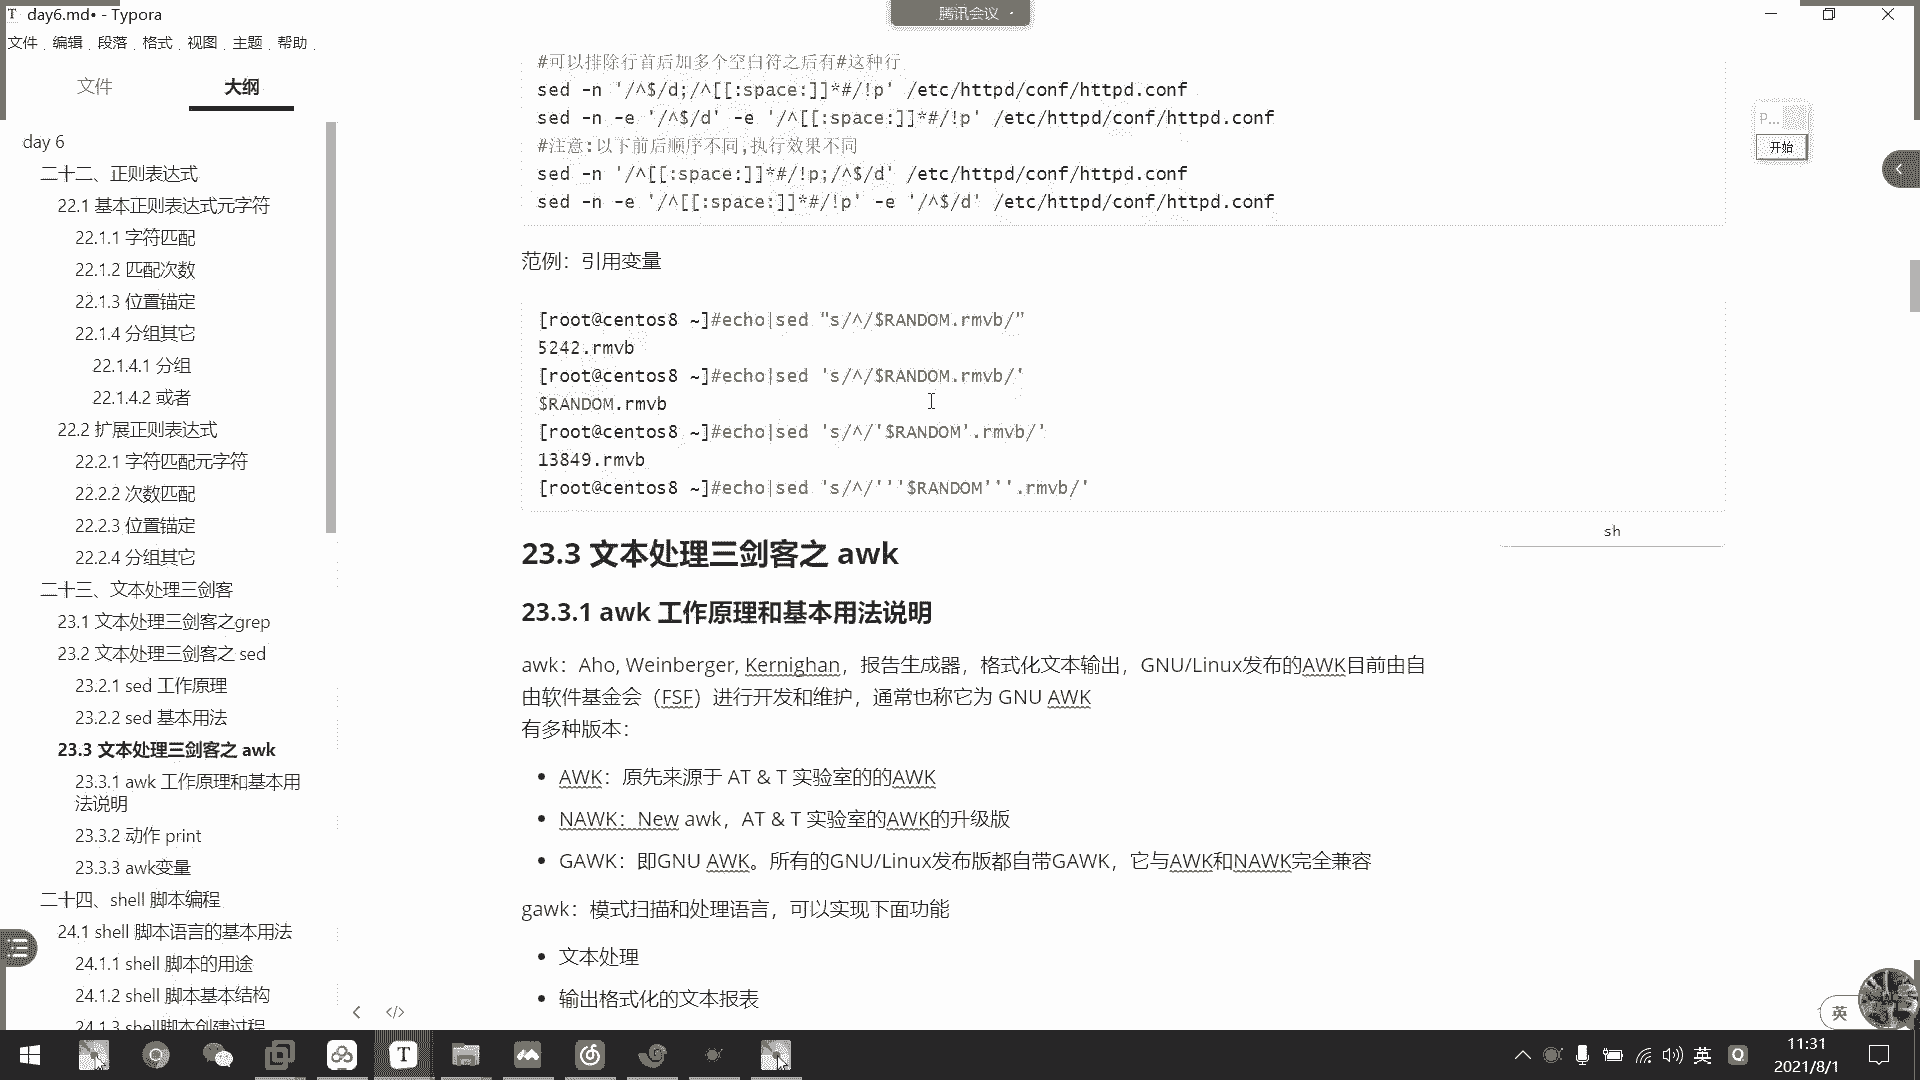 day6.md• - Typora
腾讯会议
文件 编辑 段落 格式 视图 主题 帮助
文件 大纲
day 6
二十二、正则表达式
22.1 基本正则表达式元字符
22.1.1 字符匹配
22.1.2 匹配次数
22.1.3 位置锚定
22.1.4 分组其它
22.1.4.1 分组
22.1.4.2 或者
22.2 扩展正则表达式
22.2.1 字符匹配元字符
22.2.2 次数匹配
22.2.3 位置锚定
22.2.4 分组其它
二十三、文本处理三剑客
23.1 文本处理三剑客之grep
23.2 文本处理三剑客之 sed
23.2.1 sed 工作原理
23.2.2 sed 基本用法
23.3 文本处理三剑客之 awk
23.3.1 awk 工作原理和基本用
法说明
23.3.2 动作 print
23.3.3 awk变量
二十四、shell 脚本编程
24.1 shell 脚本语言的基本用法
24.1.1 shell 脚本的用途
24.1.2 shell 脚本基本结构
24.1.3 shell脚本创建过程
#可以排除行首后加多个空白符之后有#这种行
sed -n '/^$/d;/^[[:space:]]*#/!p' /etc/httpd/conf/httpd.conf
sed -n -e '/^$/d' -e '/^[[:space:]]*#/!p' /etc/httpd/conf/httpd.conf
#注意:以下前后顺序不同,执行效果不同
sed -n '/^[[:space:]]*#/!p;/^$/d' /etc/httpd/conf/httpd.conf
sed -n -e '/^[[:space:]]*#/!p' -e '/^$/d' /etc/httpd/conf/httpd.conf
范例：引用变量
[root@centos8 ~]#echo|sed "s/^/$RANDOM.rmvb/”
5242.rmvb
[root@centos8 ~]#echo|sed 's/^/$RANDOM.rmvb/‘
$RANDOM.rmvb
[root@centos8 ~]#echo|sed 's/^/'$RANDOM’.rmvb/’
13849.rmvb
[root@centos8 ~]#echo|sed 's/^/'''$RANDOM’’’.rmvb/’
sh
23.3 文本处理三剑客之 awk
23.3.1 awk 工作原理和基本用法说明
awk：Aho, Weinberger, Kernighan，报告生成器，格式化文本输出，GNU/Linux发布的AWK目前由自
由软件基金会（FSF）进行开发和维护，通常也称它为 GNU AWK
有多种版本：
• AWK：原先来源于 AT & T 实验室的的AWK
• NAWK：New awk，AT & T 实验室的AWK的升级版
• GAWK：即GNU AWK。所有的GNU/Linux发布版都自带GAWK，它与AWK和NAWK完全兼容
gawk：模式扫描和处理语言，可以实现下面功能
• 文本处理
• 输出格式化的文本报表
P...
开始
英
英
11:31
2021/8/1